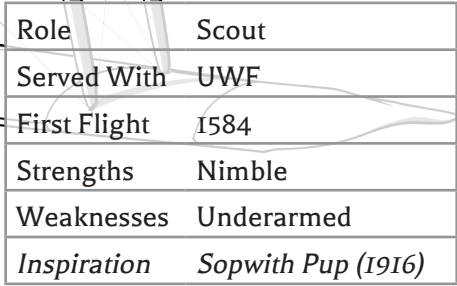 Role Scout
Served With UWF
First Flight 1584
Strengths Nimble
Weaknesses Underarmed
Inspiration Sopwith Pup (1916)